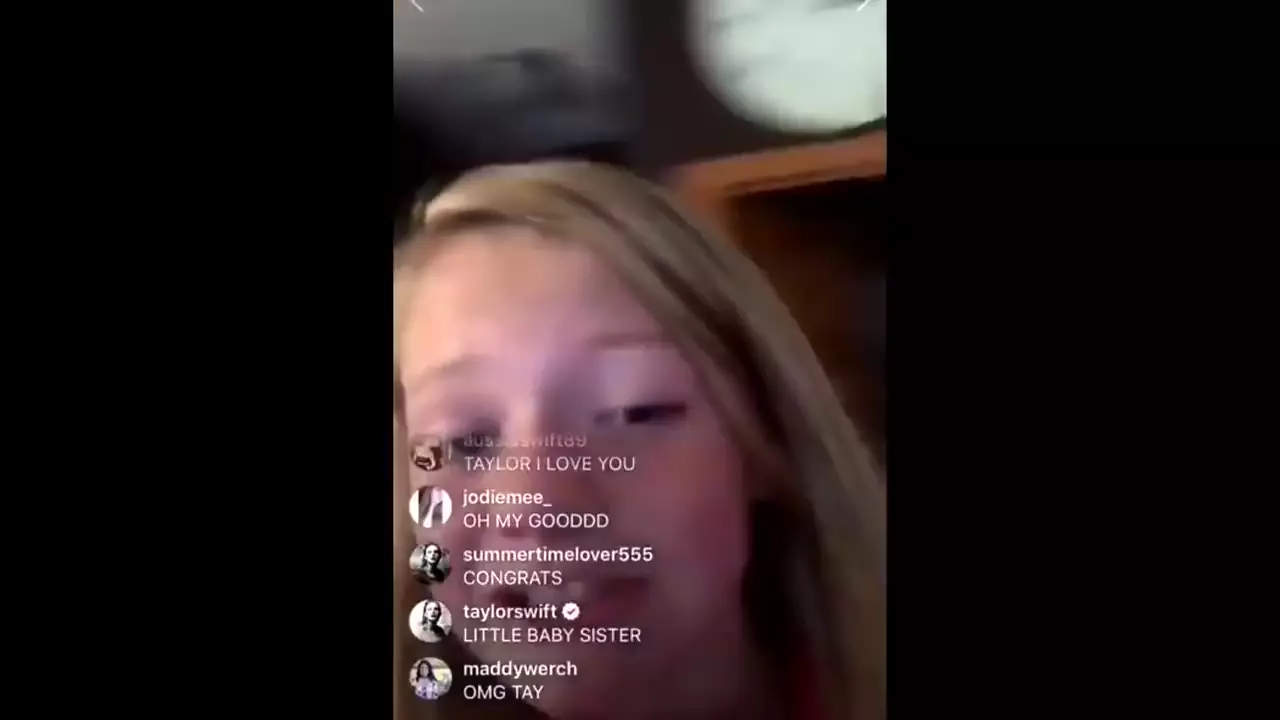 TAYLOR I LOVE YOU
jodiemee_
OH MY GOODDD
summertimelover555
CONGRATS
taylorswift
LITTLE BABY SISTER
maddywerch
OMG TAY